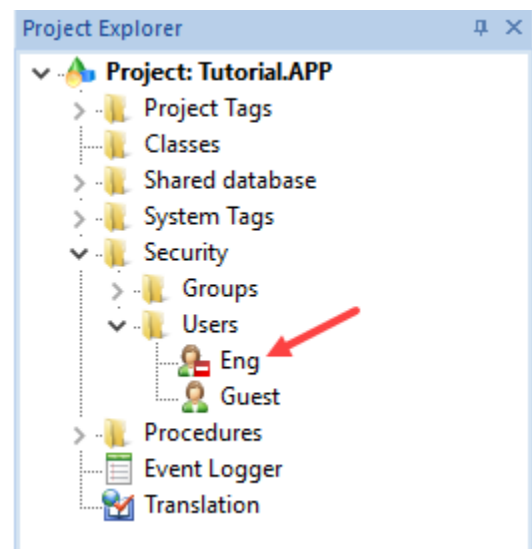 Project Explorer
Project: Tutorial.APP
Project Tags
Classes
Shared database
System Tags
Security
Groups
Users
Eng
Guest
Procedures
Event Logger
Translation